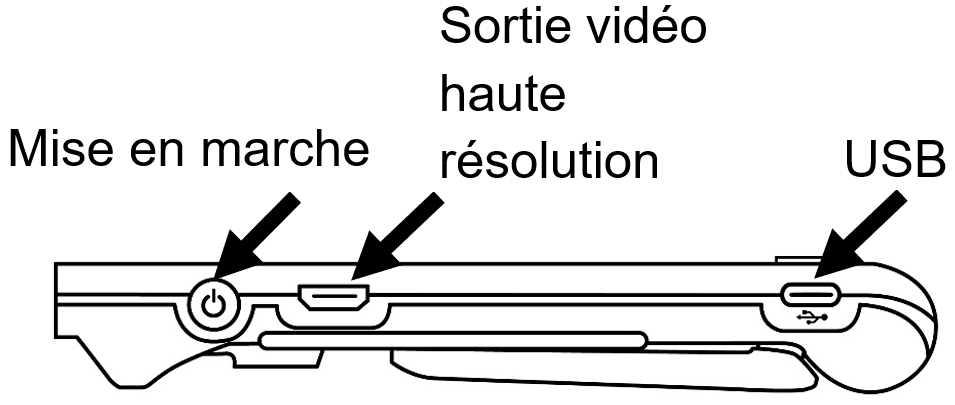 Sortie vidéo
haute
résolution
Mise en marche
USB